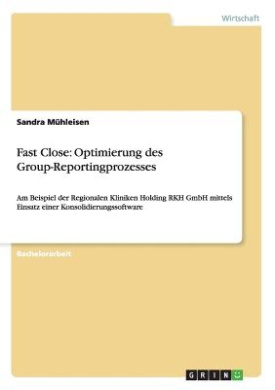 Wirtschaft
Sandra Mühleisen
Fast Close: Optimierung des
Group-Reportingprozesses
Am Beispiel der Regionalen Kliniken Holding RKH GmbH mittels
Einsatz einer Konsolidierungssoftware
Bachelorarbeit
GRIN